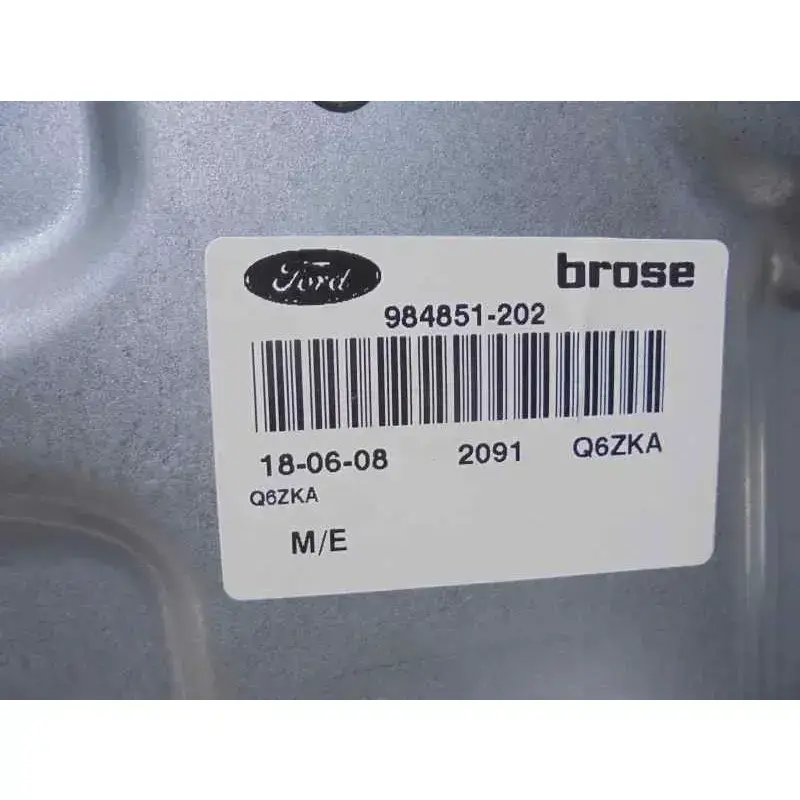 Ford brose
984851-202
18-06-08 2091 Q6ZKA
Q6ZKA
M/E